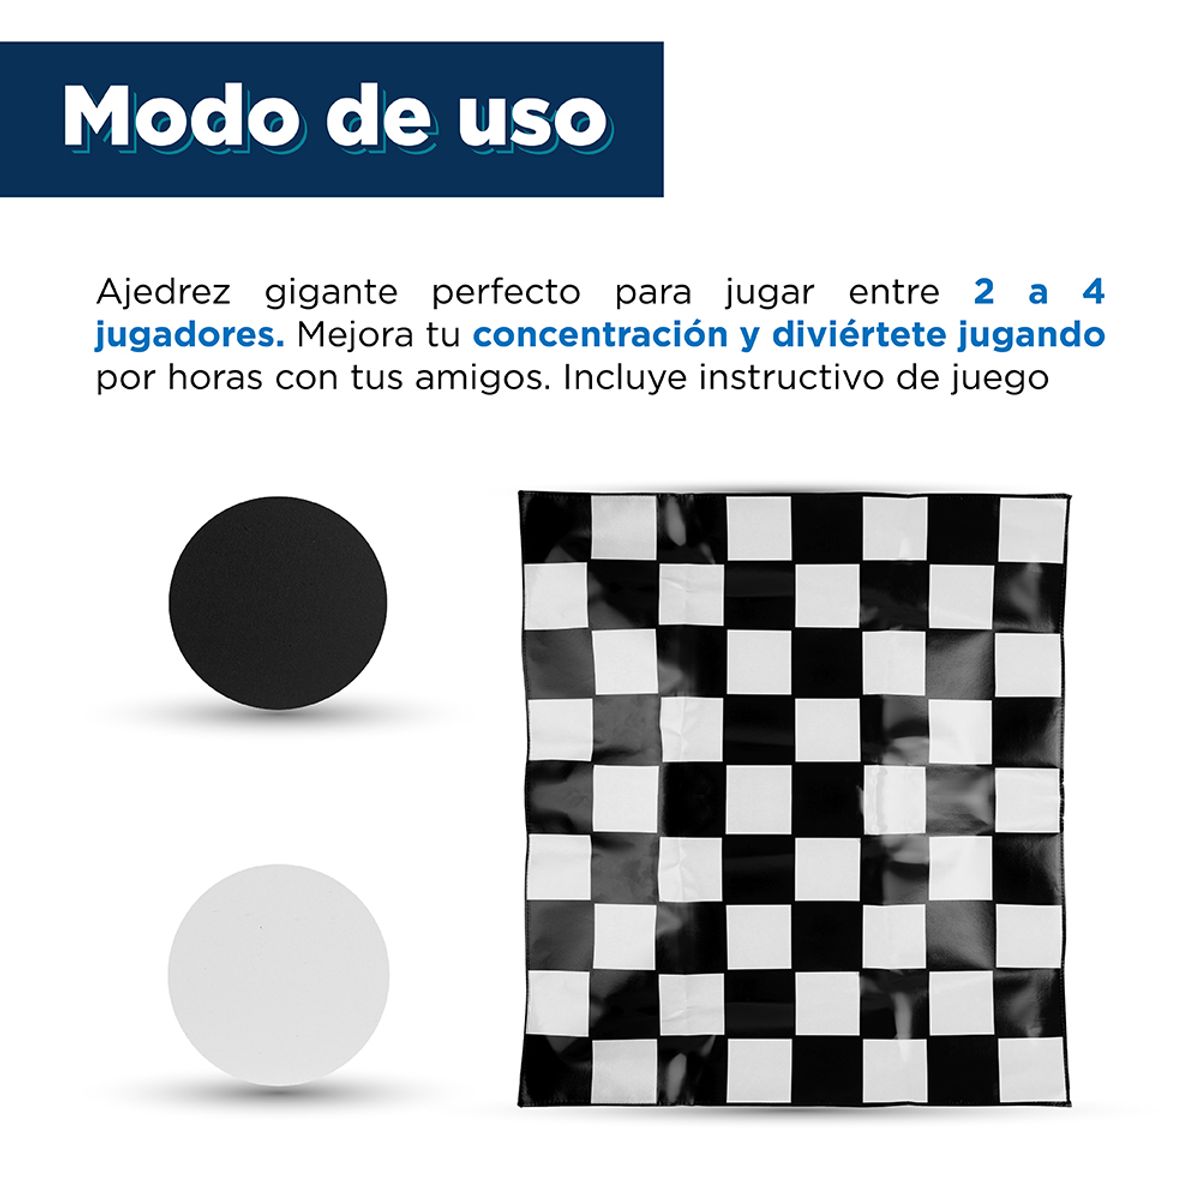 Modo de uso
Ajedrez gigante perfecto para jugar entre 2 a 4
jugadores. Mejora tu concentración y diviértete jugando
por horas con tus amigos. Incluye instructivo de juego